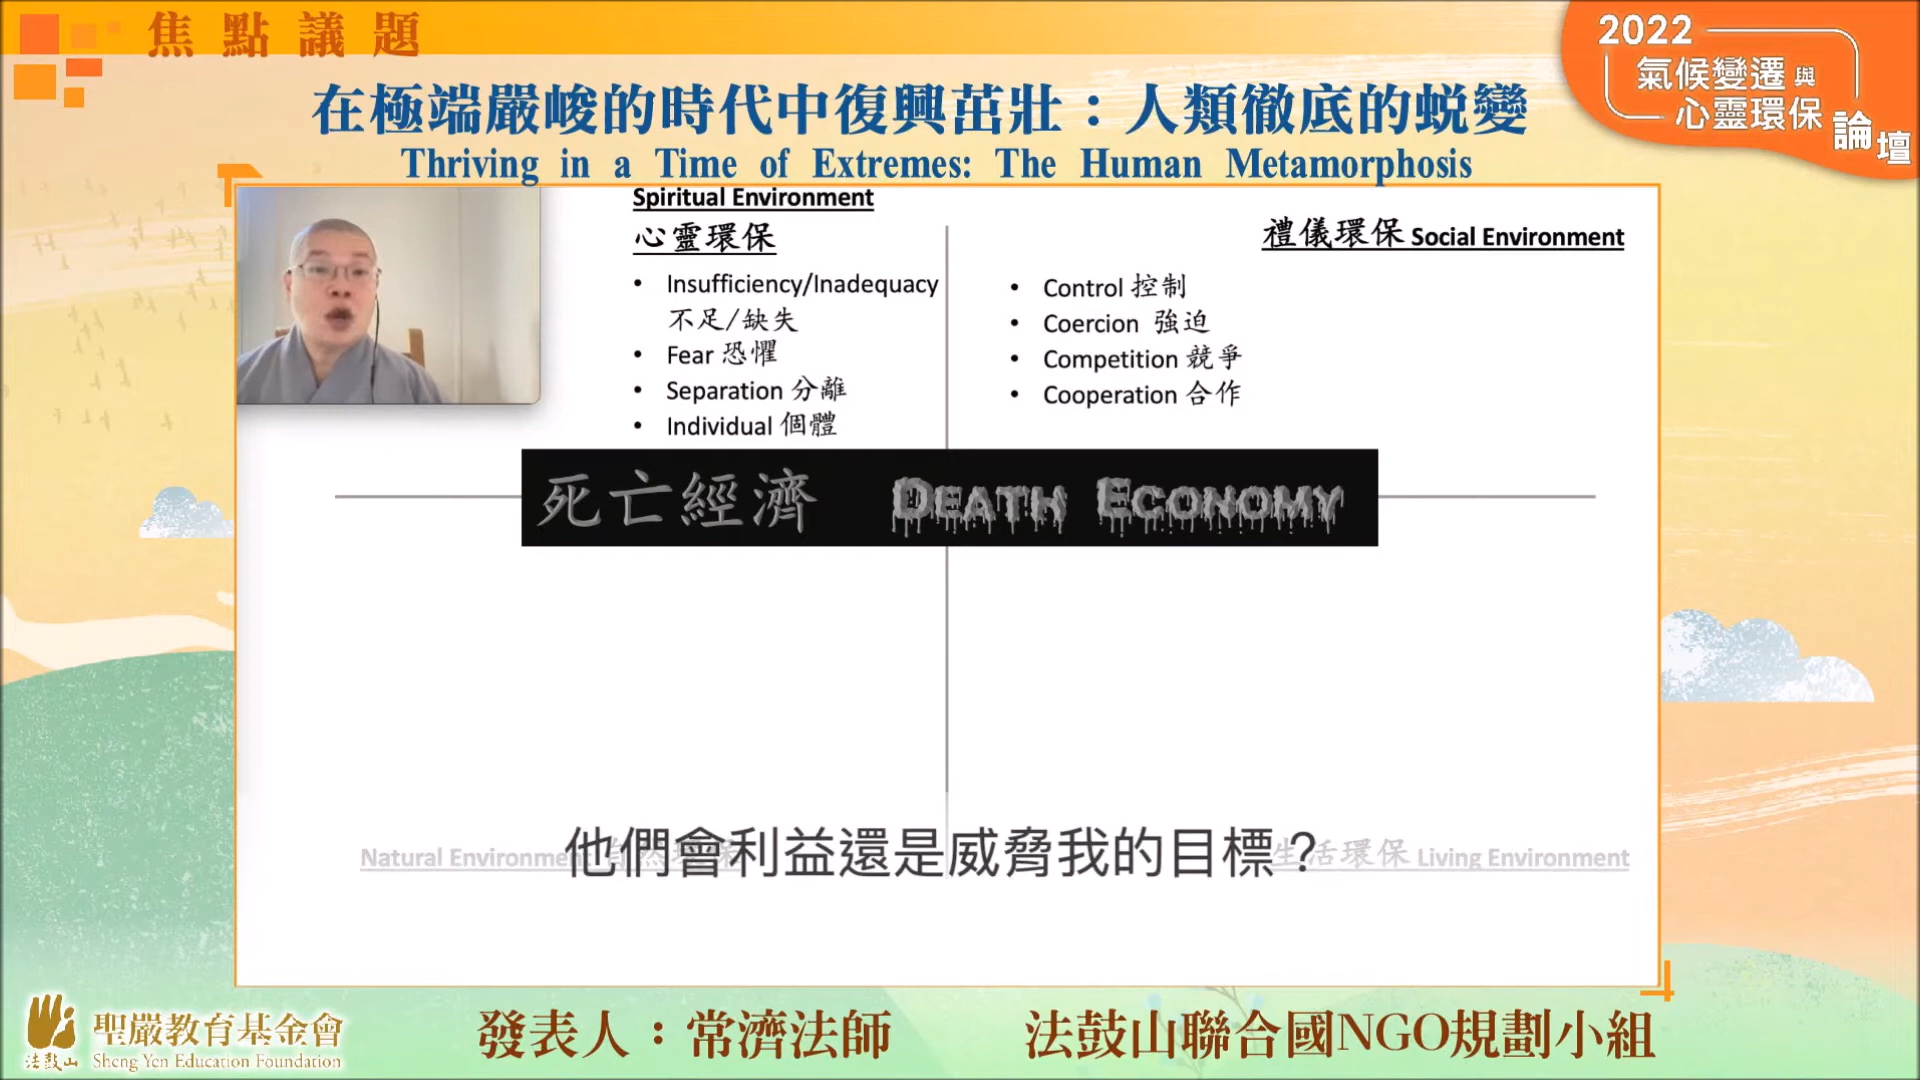 焦點議題
2022
氣候變遷與
心靈環保論壇
在極端嚴峻的時代中復興茁壯：人類徹底的蛻變
Thriving in a Time of Extremes: The Human Metamorphosis
Spiritual Environment
心靈環保
• Insufficiency/Inadequacy
不足/缺失
• Fear 恐懼
• Separation 分離
• Individual 個體
禮儀環保 Social Environment
• Control 控制
• Coercion 強迫
• Competition 競爭
• Cooperation 合作
死亡經濟 Death Economy
Natural Environment 自然環保
他們會利益還是威脅我的目標？
生活環保 Living Environment
法鼓山
聖嚴教育基金會
Sheng Yen Education Foundation
發表人：常濟法師
法鼓山聯合國NGO規劃小組